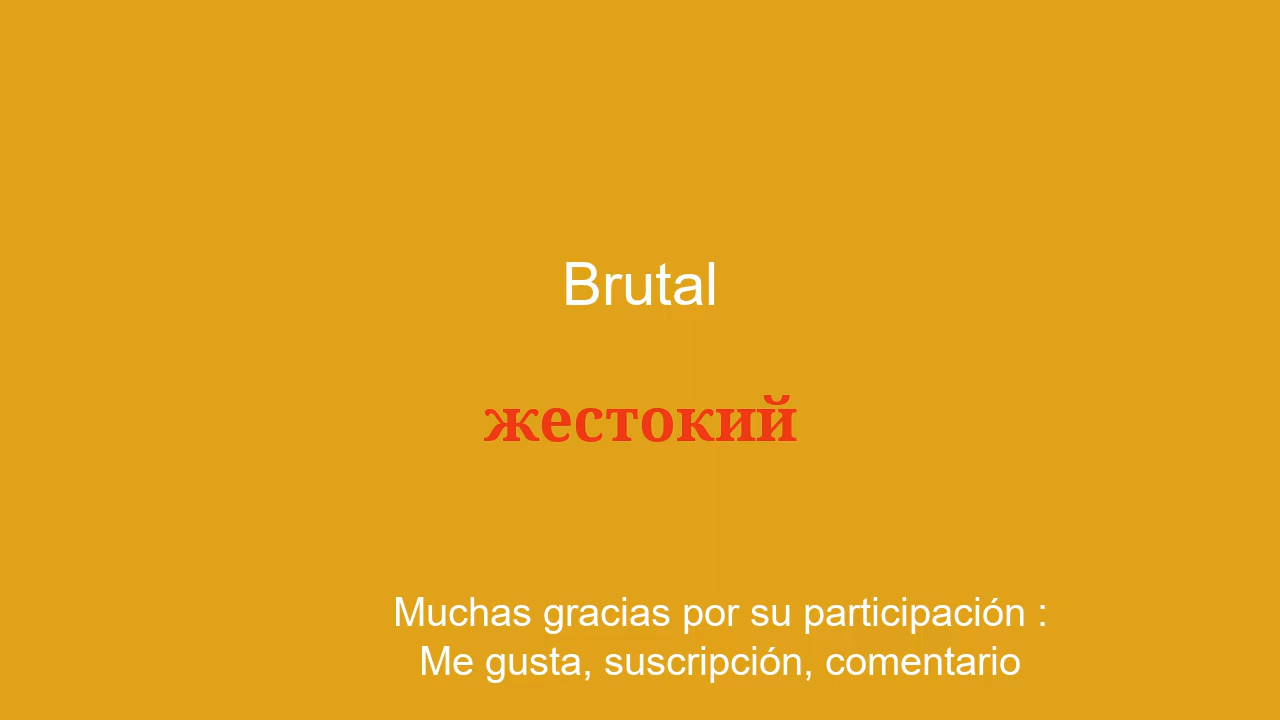 Brutal
жестокий
Muchas gracias por su participación :
Me gusta, suscripción, comentario